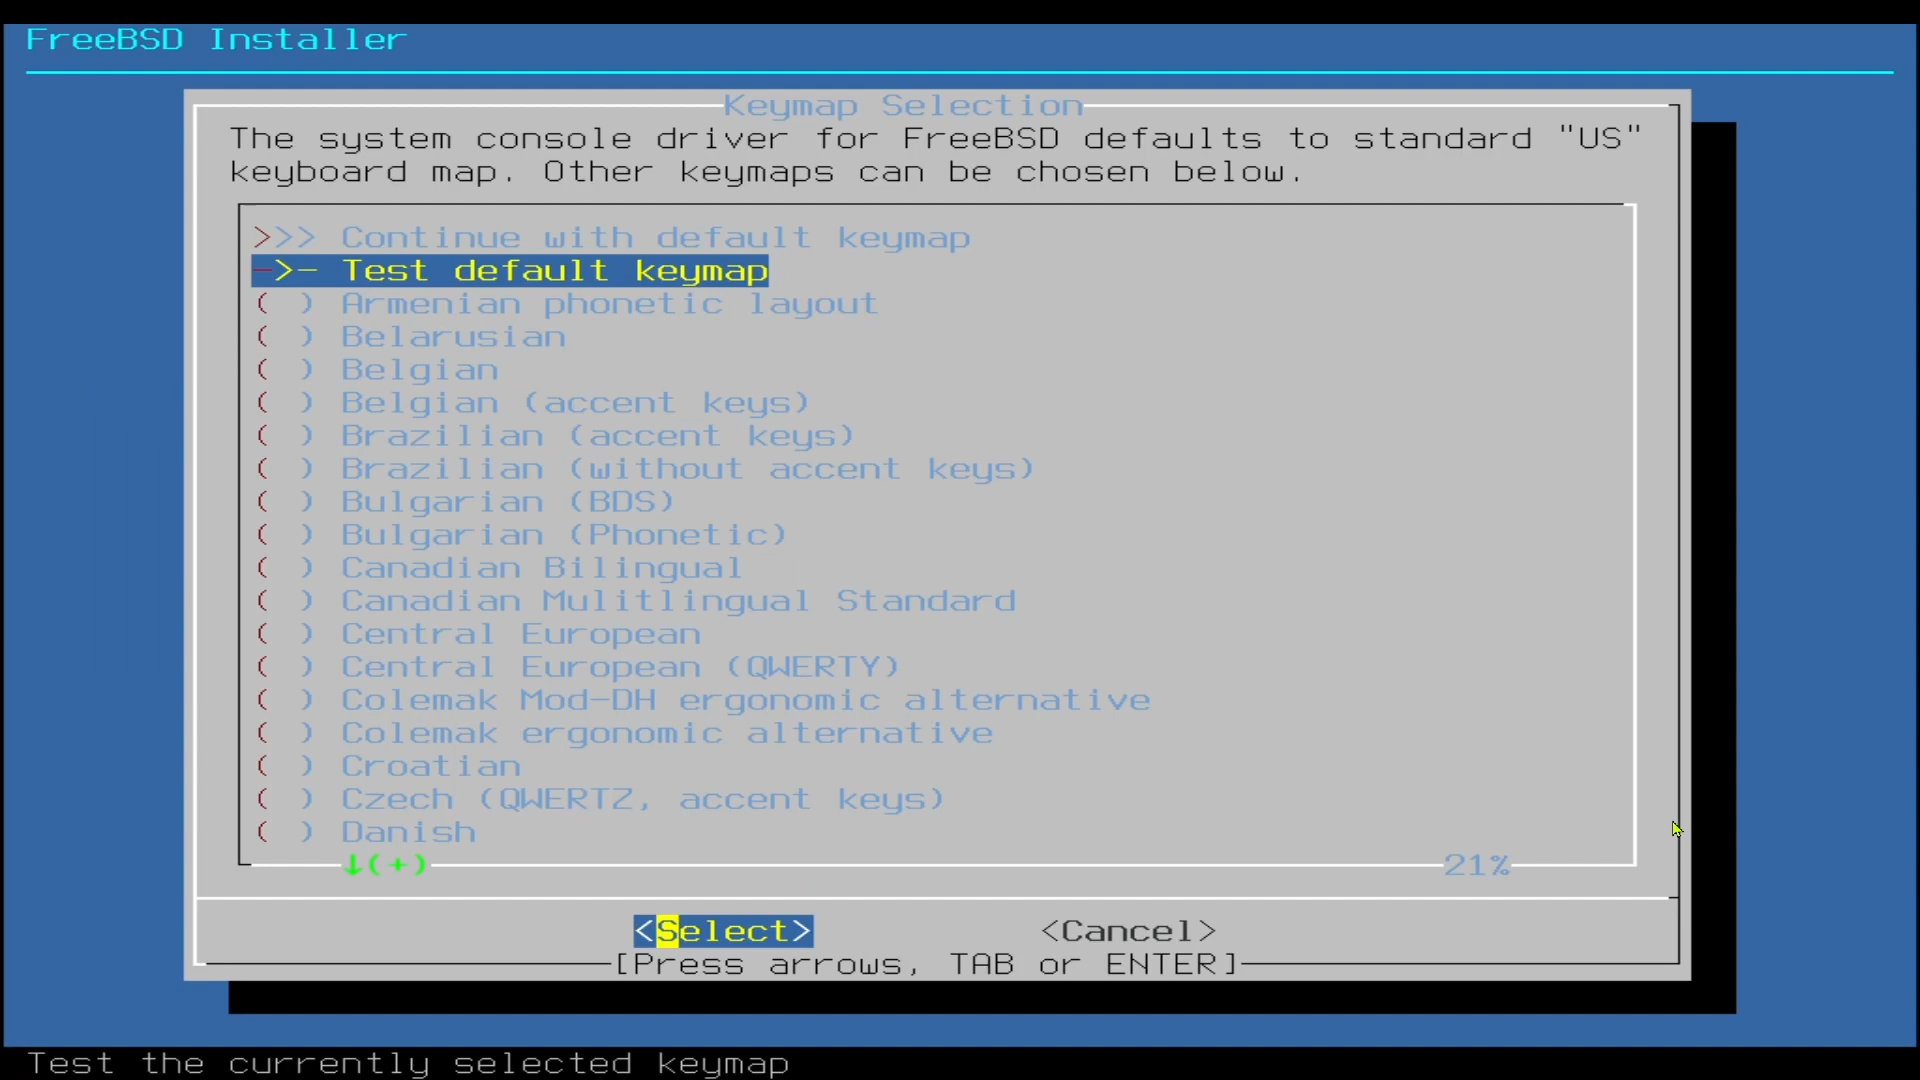 FreeBSD Installer
Keymap Selection
The system console driver for FreeBSD defaults to standard "US"
keyboard map. Other keymaps can be chosen below.
>>> Continue with default keymap
->- Test default keymap
( ) Armenian phonetic layout
( ) Belarusian
( ) Belgian
( ) Belgian (accent keys)
( ) Brazilian (accent keys)
( ) Brazilian (without accent keys)
( ) Bulgarian (BDS)
( ) Bulgarian (Phonetic)
( ) Canadian Bilingual
( ) Canadian Mulitlingual Standard
( ) Central European
( ) Central European (QWERTY)
( ) Colemak Mod-DH ergonomic alternative
( ) Colemak ergonomic alternative
( ) Croatian
( ) Czech (QWERTZ, accent keys)
( ) Danish
↓(+) 21%
<Select> <Cancel>
[Press arrows, TAB or ENTER]
Test the currently selected keymap